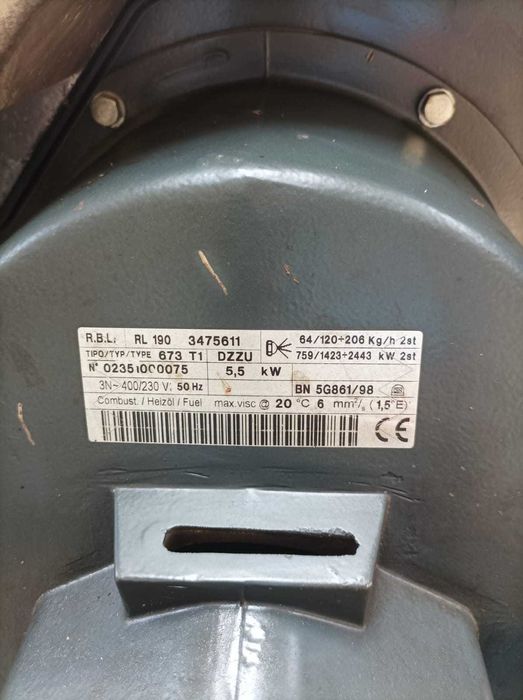 R.B.L. RL 190 3475611 64/120÷206 Kg/h 2st
TIPO/TYP/TYPE 673 T1 DZZU 759/1423÷2443 kW 2st
N° 02351000075 5,5 kW
3N~400/230 V; 50 Hz BN 5G861/98
Combust. / Heizöl / Fuel max.visc @ 20 °C 6 mm²/s (1,5°E)
CE